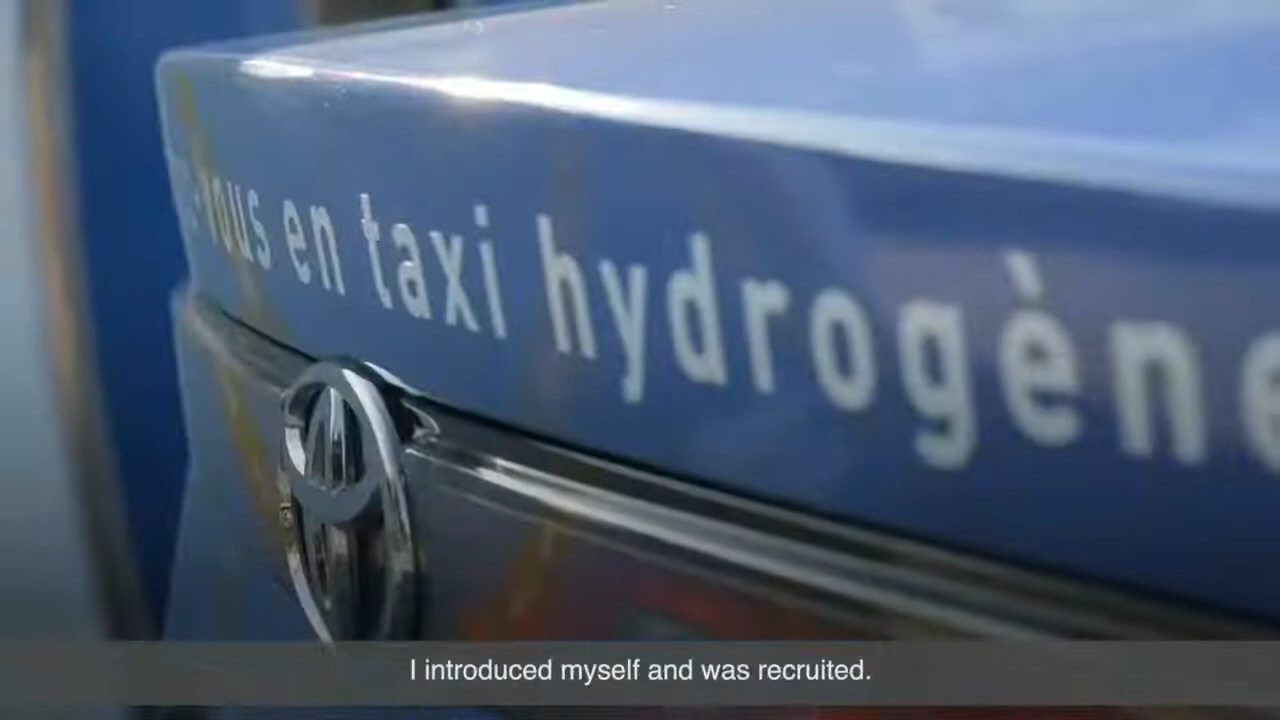 -vous en taxi hydrogène
I introduced myself and was recruited.